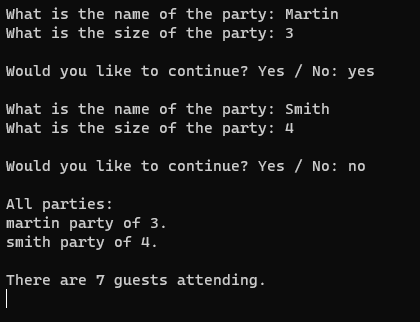 What is the name of the party: Martin
What is the size of the party: 3
Would you like to continue? Yes / No: yes
What is the name of the party: Smith
What is the size of the party: 4
Would you like to continue? Yes / No: no
All parties:
martin party of 3.
smith party of 4.
There are 7 guests attending.